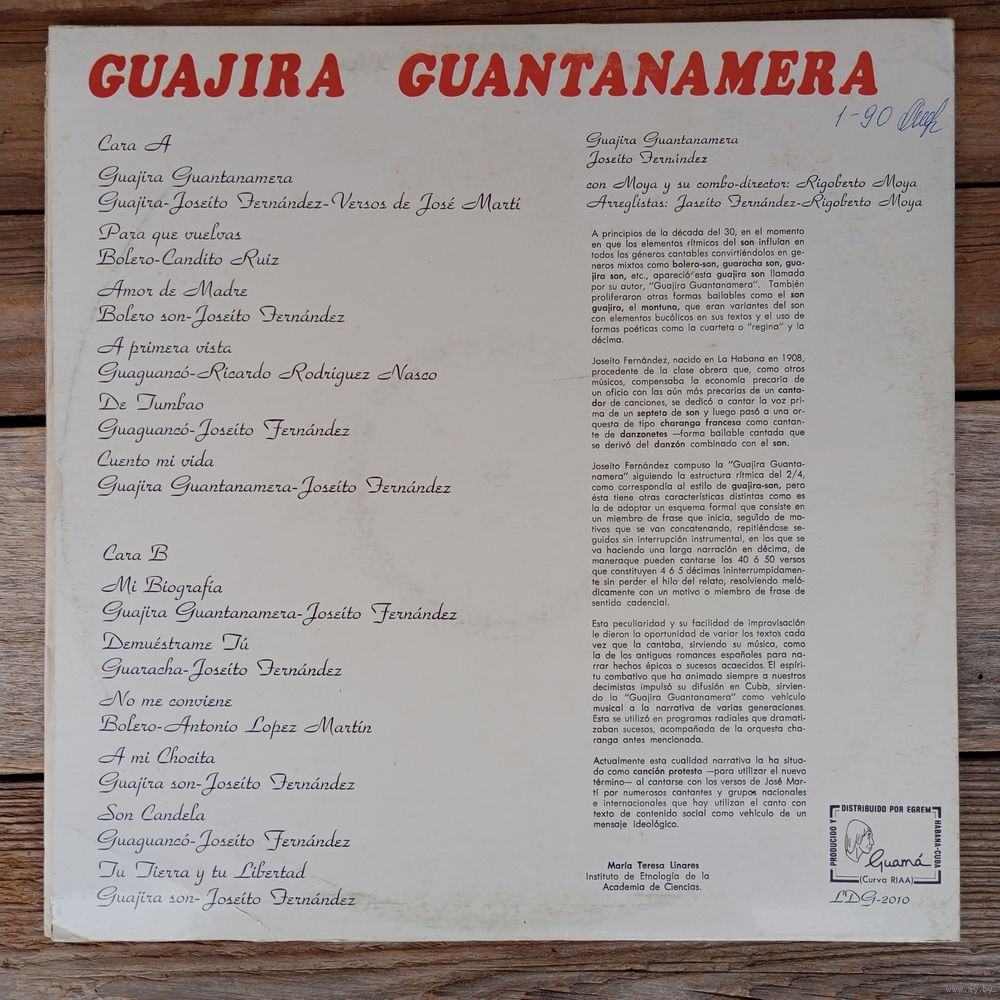 GUAJIRA GUANTANAMERA
1-90
Cara A
Guajira Guantanamera
Guajira-Joseíto Fernández-Versos de José Martí
Para que vuelvas
Bolero-Candito Ruiz
Amor de Madre
Bolero son-Joseíto Fernández
A primera vista
Guaguancó-Ricardo Rodríguez Nasco
De Tumbao
Guaguancó-Joseíto Fernández
Cuento mi vida
Guajira Guantanamera-Joseíto Fernández
Cara B
Mi Biografía
Guajira Guantanamera-Joseíto Fernández
Demuéstrame Tú
Guaracha-Joseíto Fernández
No me conviene
Bolero-Antonio Lopez Martín
A mi Chocita
Guajira son-Joseíto Fernández
Son Candela
Guaguancó-Joseíto Fernández
Tu Tierra y tu Libertad
Guajira son-Joseíto Fernández
Guajira Guantanamera
Joseíto Fernández
con Moya y su combo-director: Rigoberto Moya
Arreglistas: Jaseíto Fernández-Rigoberto Moya
A principios de la década del 30, en el momento
en que los elementos rítmicos del son influían en
todos los géneros cantables convirtiéndolos en ge-
neros mixtos como bolero-son, guaracha son, gua-
jira son, etc., apareció esta guajira son llamada
por su autor, "Guajira Guantanamera". También
proliferaron otras formas bailables como el son
guajiro, el montuno, que eran variantes del son
con elementos bucólicos en sus textos y el uso de
formas poéticas como la cuarteta o "regina" y la
décima.
Joseíto Fernández, nacido en La Habana en 1908,
procedente de la clase obrera que, como otros
músicos, compensaba la economía precaria de
un oficio con las aún más precarias de un canta-
dor de canciones, se dedicó a cantar la voz pri-
ma de un septeto de son y luego pasó a una or-
questa de tipo charanga francesa como cantan-
te de danzonetes —forma bailable cantada que
se derivó del danzón combinado con el son.
Joseíto Fernández compuso la "Guajira Guanta-
namera" siguiendo la estructura rítmica del 2/4,
como correspondía al estilo de guajira-son, pero
ésta tiene otras características distintas como es
la de adoptar un esquema formal que consiste en
un miembro de frase que inicia, seguido de mo-
tivos que se van concatenando, repitiéndose se-
guidos sin interrupción instrumental, en los que se
va haciendo una larga narración en décima, de
maneraque pueden cantarse los 40 ó 50 versos
que constituyen 4 ó 5 décimas ininterrumpidamen-
te sin perder el hilo del relato, resolviendo meló-
dicamente con un motivo o miembro de frase de
sentido cadencial.
Esta peculiaridad y su facilidad de improvisación
le dieron la oportunidad de variar los textos cada
vez que la cantaba, sirviendo su música, como
la de los antiguos romances españoles para na-
rrar hechos épicos o sucesos acaecidos. El espíri-
tu combativo que ha animado siempre a nuestros
decimistas impulsó su difusión en Cuba, sirvien-
do la "Guajira Guantanamera" como vehículo
musical a la narrativa de varias generaciones.
Esta se utilizó en programas radiales que dramati-
zaban sucesos, acompañada de la orquesta cha-
ranga antes mencionada.
Actualmente esta cualidad narrativa la ha situa-
do como canción protesta —para utilizar el nuevo
término— al cantarse con los versos de José Mar-
tí por numerosos cantantes y grupos nacionales
e internacionales que hoy utilizan el canto con
texto de contenido social como vehículo de un
mensaje ideológico.
María Teresa Linares
Instituto de Etnología de la
Academia de Ciencias.
PRODUCIDO Y
DISTRIBUIDO POR EGREM
HABANA-CUBA
Guamá
(Curva RIAA)
LDG-2010
www.ay.by